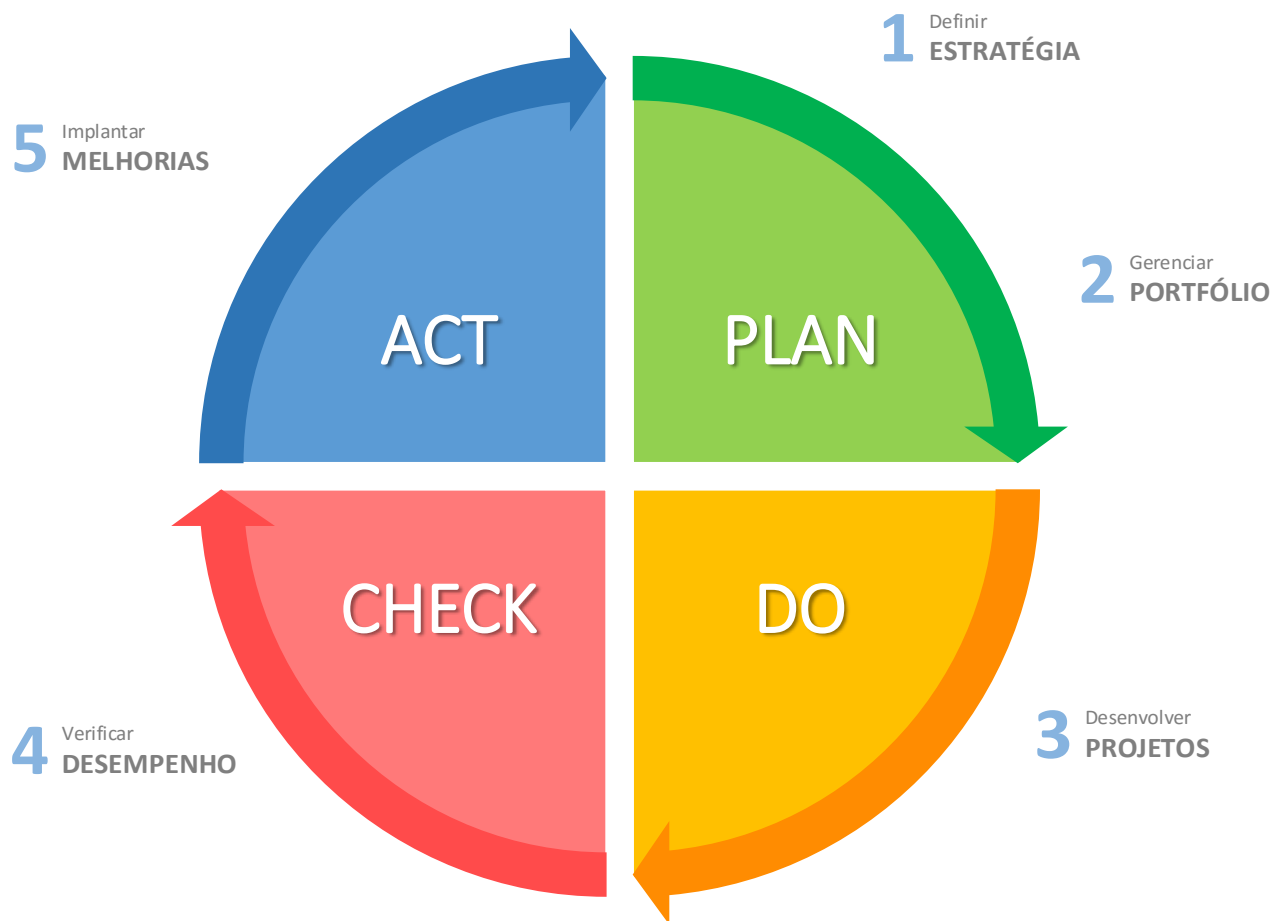 1 Definir
ESTRATÉGIA
2 Gerenciar
PORTFÓLIO
3 Desenvolver
PROJETOS
4 Verificar
DESEMPENHO
5 Implantar
MELHORIAS
ACT
PLAN
CHECK
DO